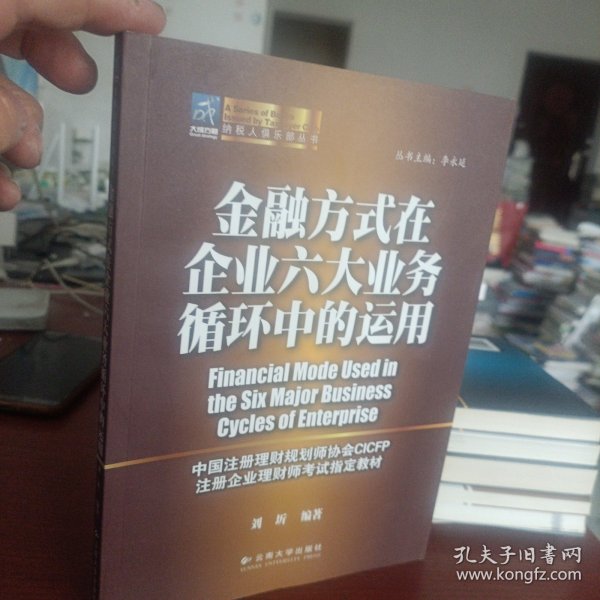 大成方略
A Series of
纳税人俱乐部丛书
丛书主编：李永延
金融方式在
企业六大业务
循环中的运用
Financial Mode Used in
the Six Major Business
Cycles of Enterprise
中国注册理财规划师协会CICFP
注册企业理财师考试指定教材
刘圻 编著
云南大学出版社
YUNNAN UNIVERSITY PRESS
孔夫子旧书网
www.kongfz.com